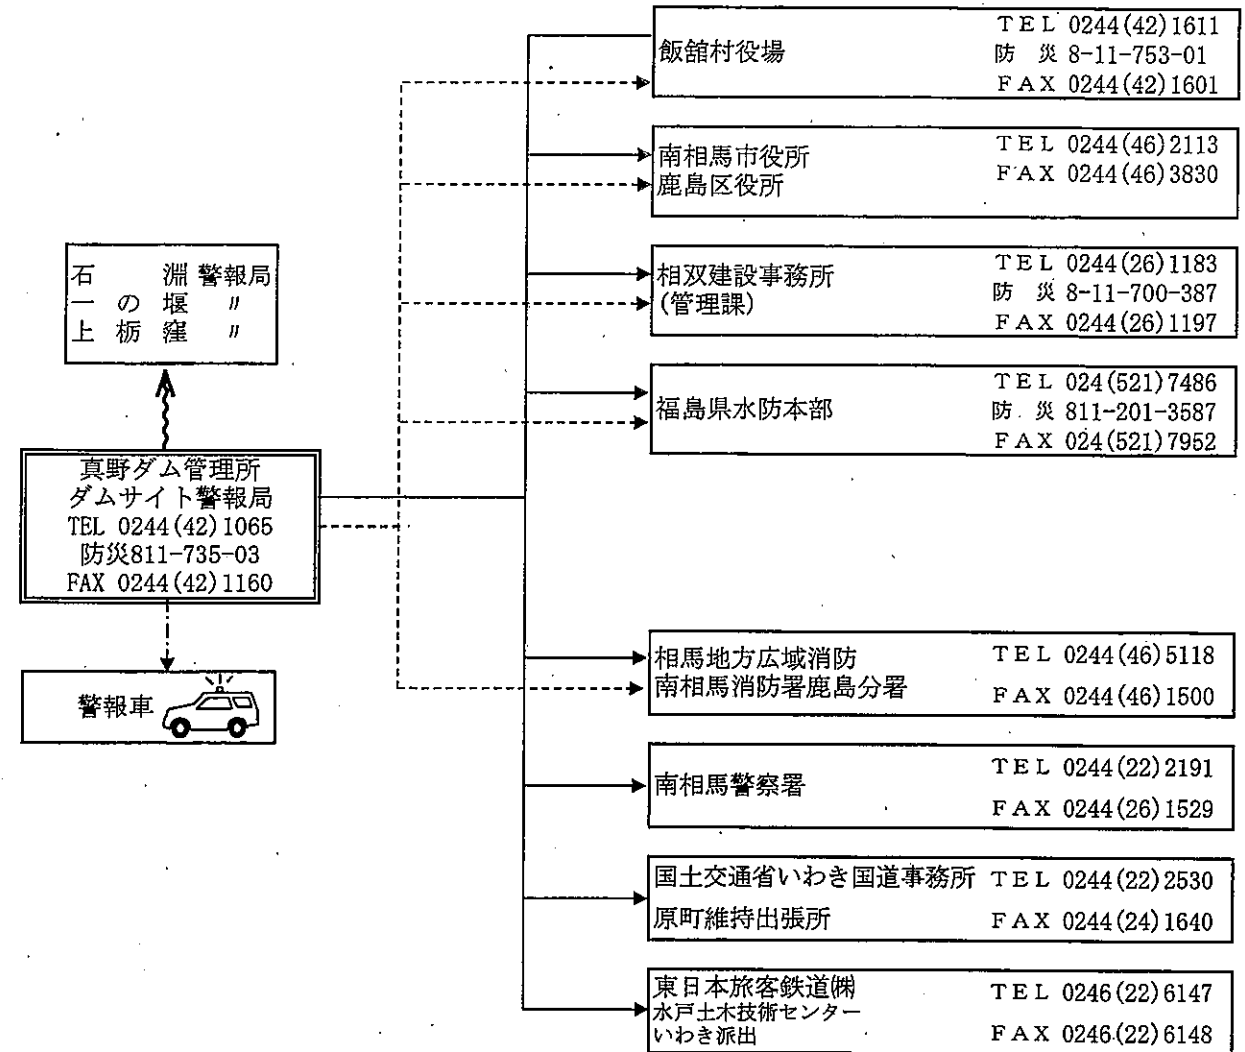 飯舘村役場
TEL 0244(42)1611
防 災 8-11-753-01
FAX 0244(42)1601
南相馬市役所
鹿島区役所
TEL 0244(46)2113
FAX 0244(46)3830
石 淵 警報局
一 の 堰 〃
上 栃 窪 〃
相双建設事務所
(管理課)
TEL 0244(26)1183
防 災 8-11-700-387
FAX 0244(26)1197
福島県水防本部
TEL 024(521)7486
防 災 811-201-3587
FAX 024(521)7952
真野ダム管理所
ダムサイト警報局
TEL 0244(42)1065
防災811-735-03
FAX 0244(42)1160
警報車
相馬地方広域消防
南相馬消防署鹿島分署
TEL 0244(46)5118
FAX 0244(46)1500
南相馬警察署
TEL 0244(22)2191
FAX 0244(26)1529
国土交通省いわき国道事務所
原町維持出張所
TEL 0244(22)2530
FAX 0244(24)1640
東日本旅客鉄道㈱
水戸土木技術センター
いわき派出
TEL 0246(22)6147
FAX 0246(22)6148